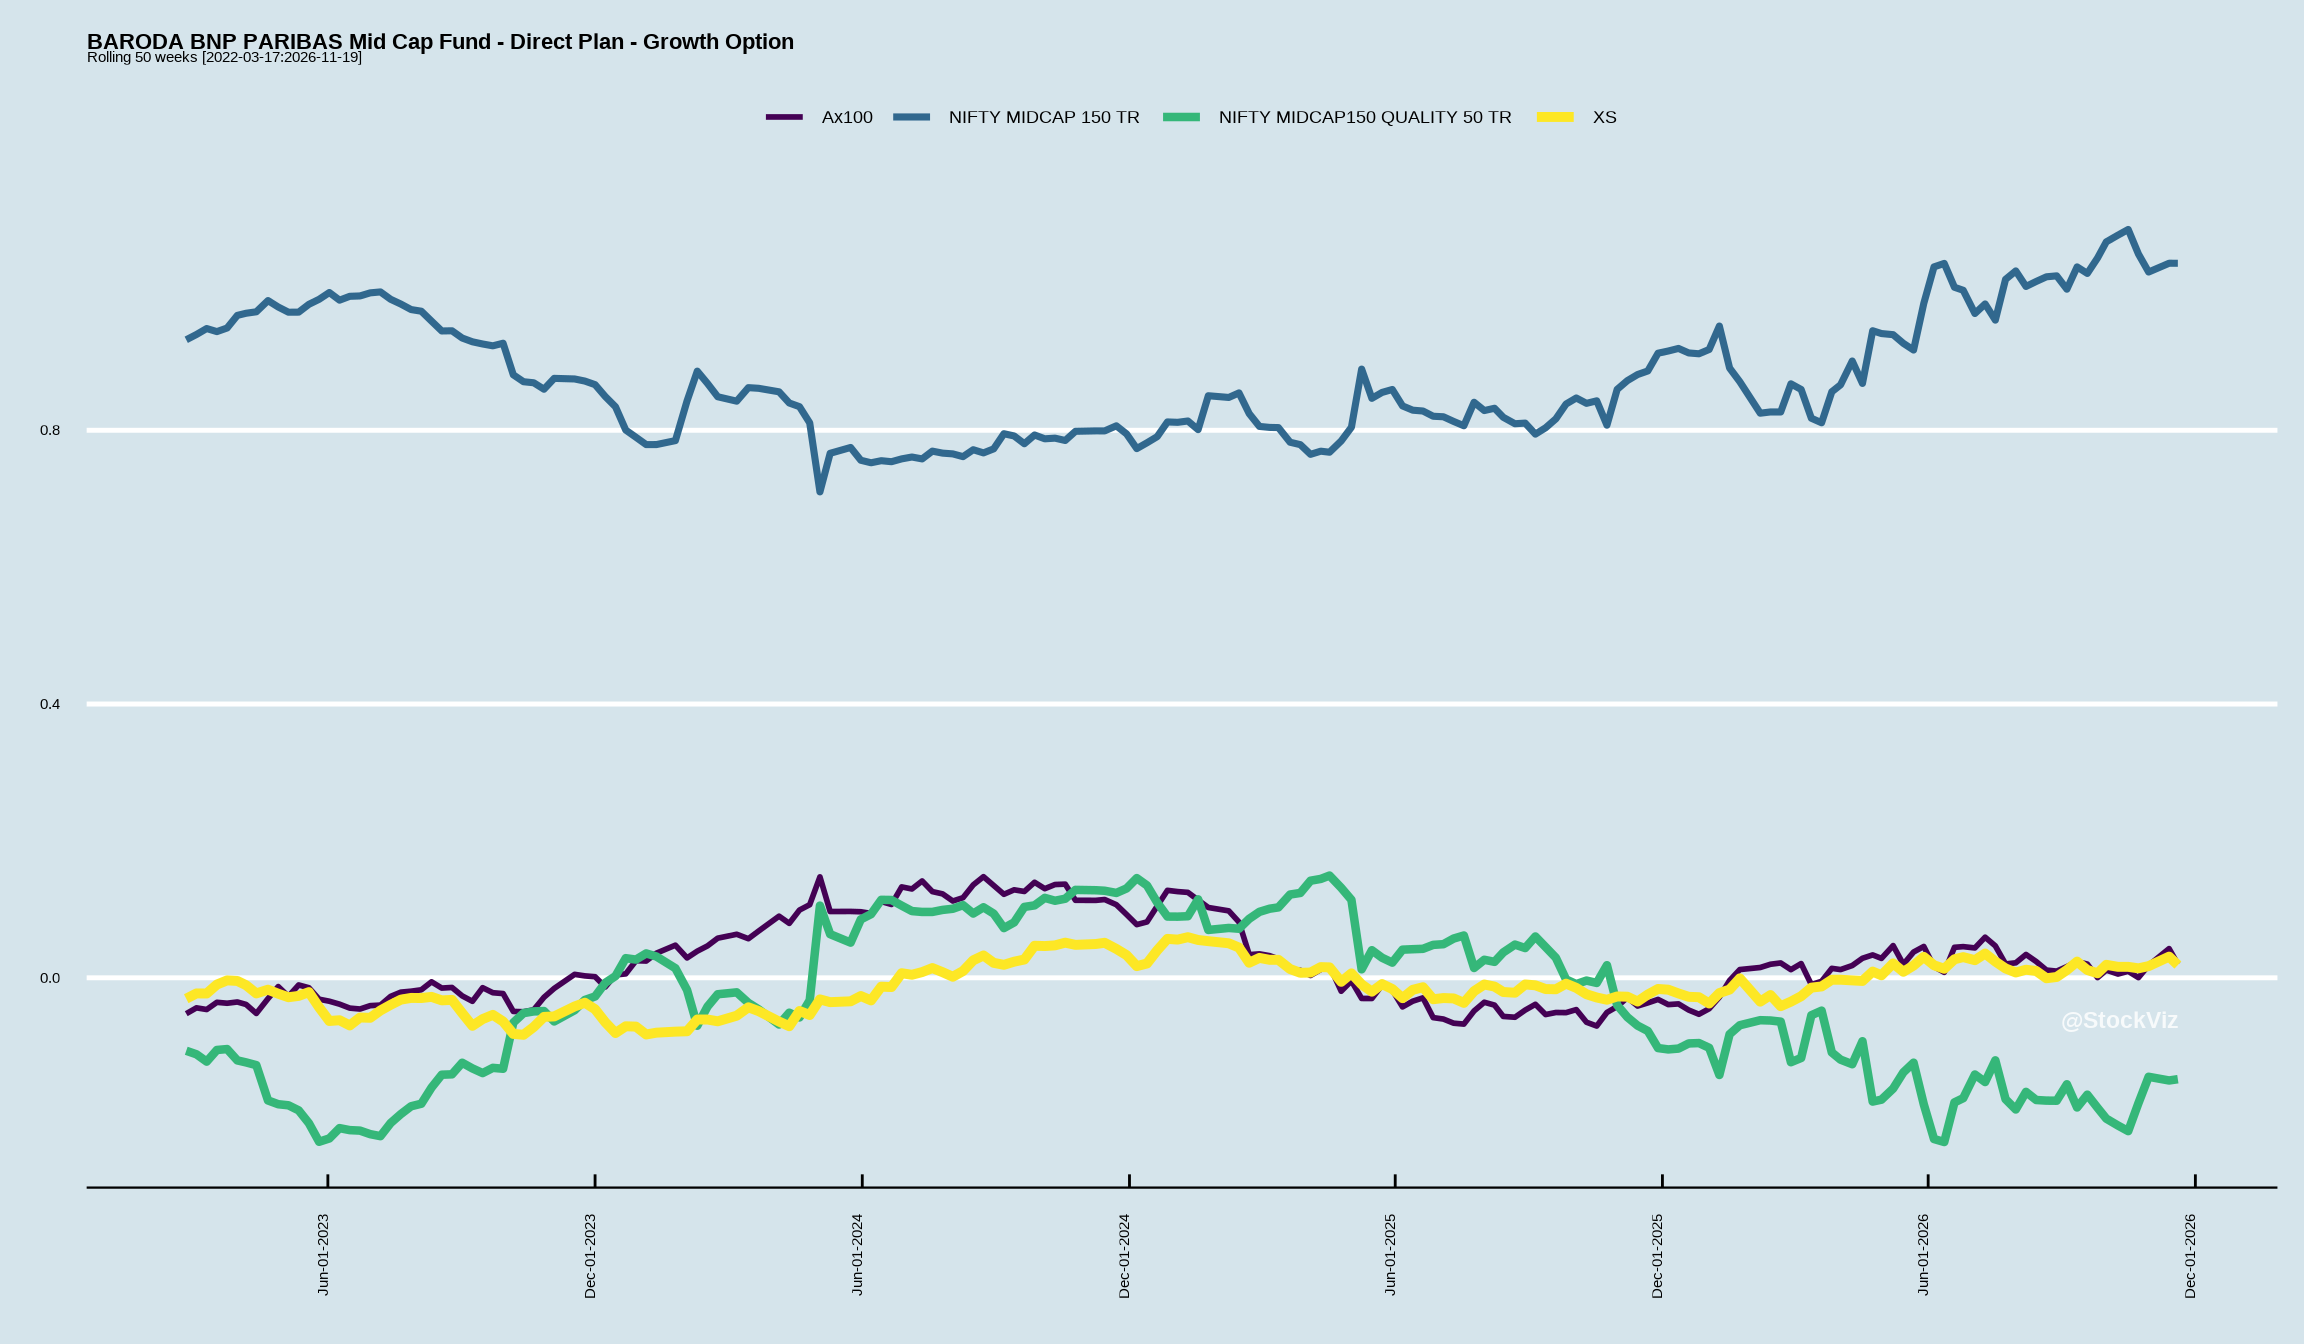 BARODA BNP PARIBAS Mid Cap Fund - Direct Plan - Growth Option
Rolling 50 weeks [2022-03-17:2026-11-19]
Ax100 NIFTY MIDCAP 150 TR NIFTY MIDCAP150 QUALITY 50 TR XS
0.8
0.4
0.0
@StockViz
Jun-01-2023
Dec-01-2023
Jun-01-2024
Dec-01-2024
Jun-01-2025
Dec-01-2025
Jun-01-2026
Dec-01-2026